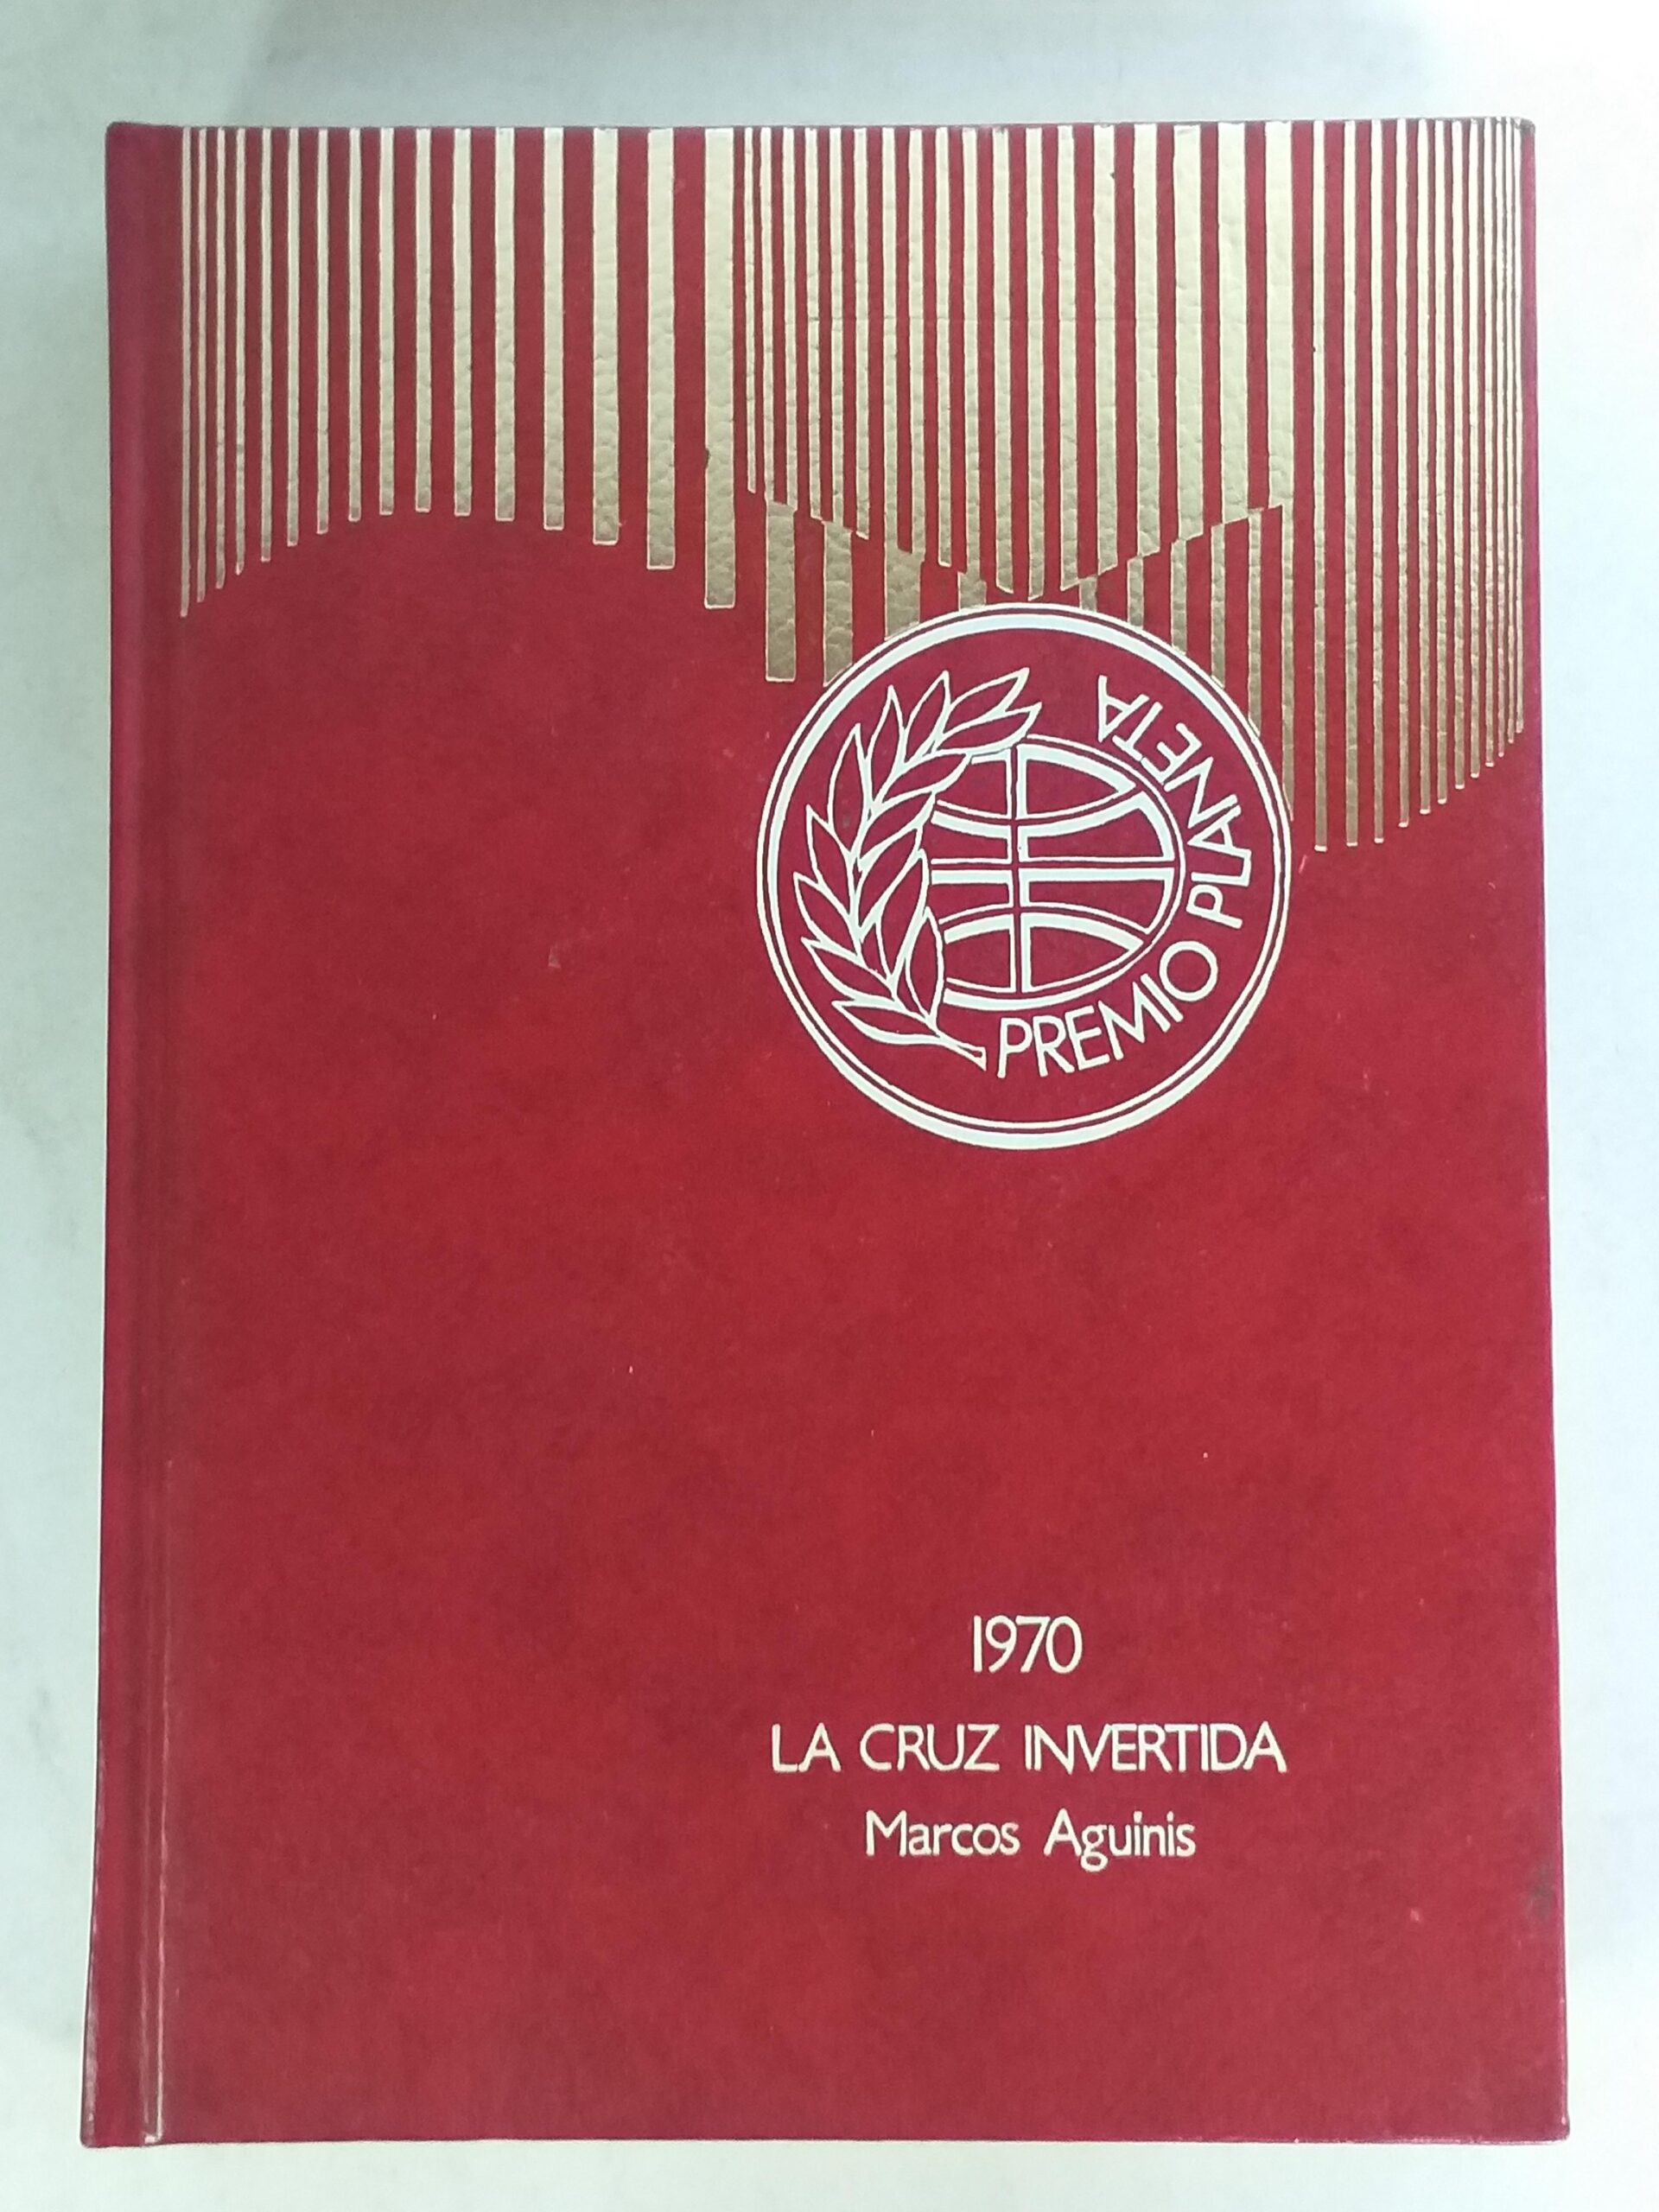 PREMIO PLANETA
1970
LA CRUZ INVERTIDA
Marcos Aguinis